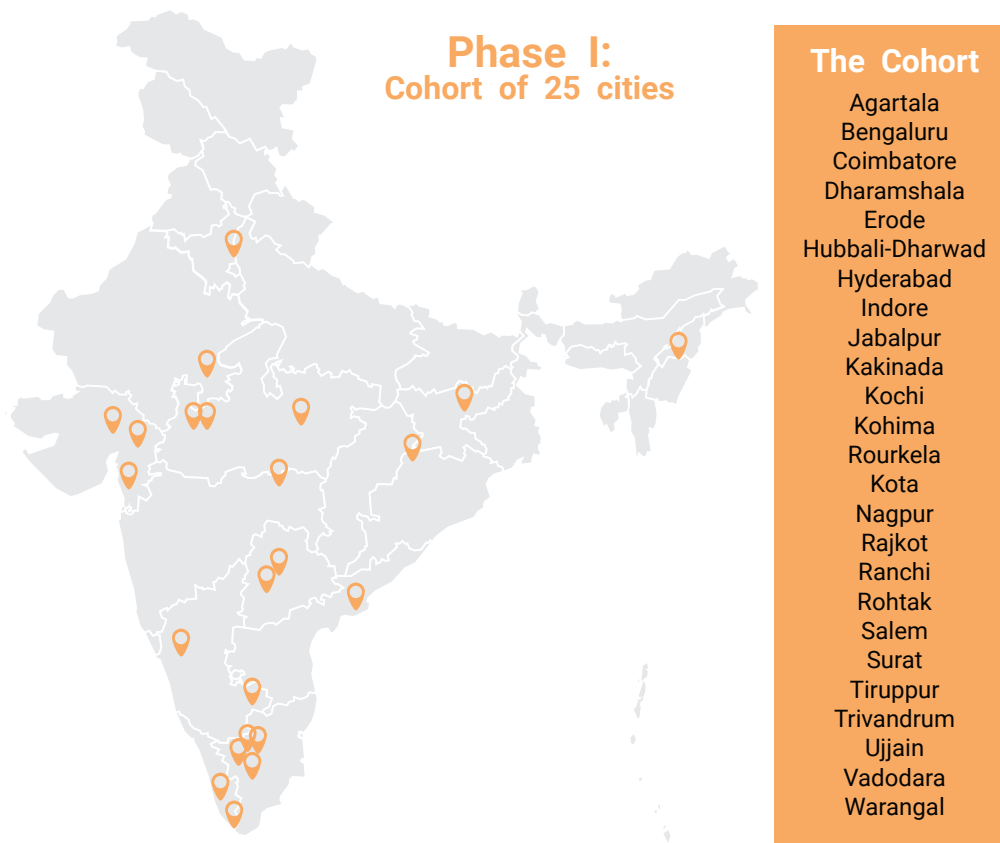 Phase I:
Cohort of 25 cities
The Cohort
Agartala
Bengaluru
Coimbatore
Dharamshala
Erode
Hubbali-Dharwad
Hyderabad
Indore
Jabalpur
Kakinada
Kochi
Kohima
Rourkela
Kota
Nagpur
Rajkot
Ranchi
Rohtak
Salem
Surat
Tiruppur
Trivandrum
Ujjain
Vadodara
Warangal